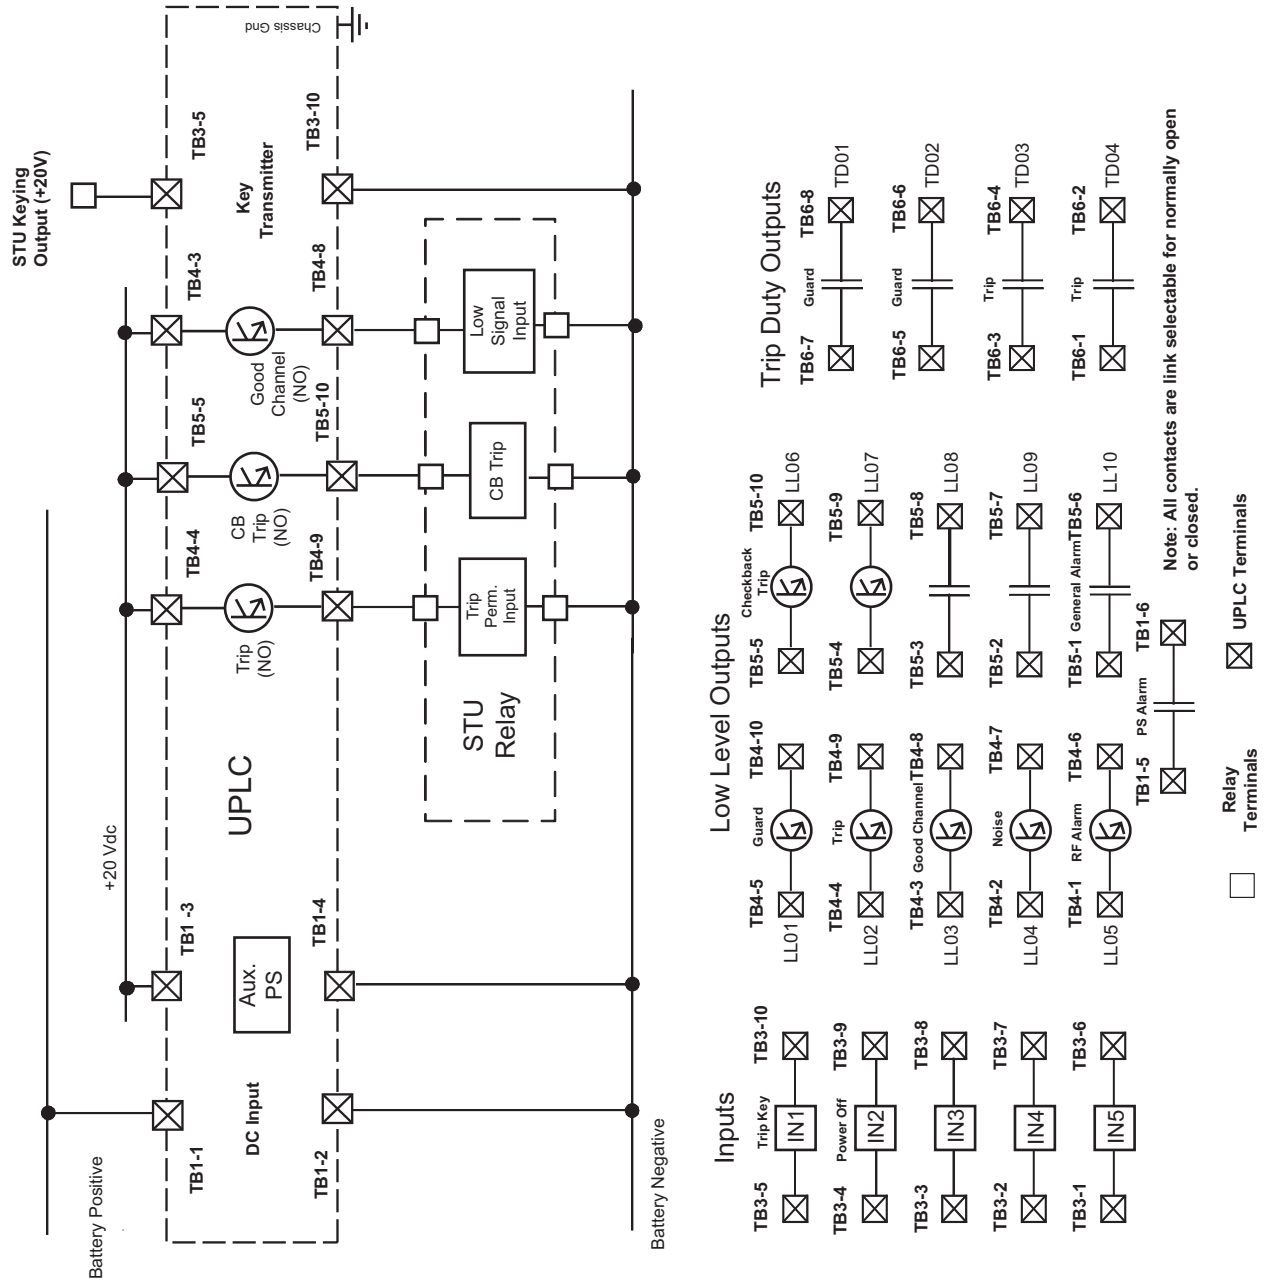 Battery Positive
+20 Vdc
STU Keying
Output (+20V)
TB1-1
TB1 -3
TB4-4
TB5-5
TB4-3
TB3-5
DC Input
Aux.
PS
UPLC
Trip
(NO)
CB
Trip
(NO)
Good
Channel
(NO)
Key
Transmitter
Chassis Gnd
TB1-2
TB1-4
TB4-9
TB5-10
TB4-8
TB3-10
STU
Relay
Trip
Perm.
Input
CB Trip
Low
Signal
Input
Battery Negative
Inputs
TB3-5
Trip Key
IN1
TB3-10
TB3-4
Power Off
IN2
TB3-9
TB3-3
IN3
TB3-8
TB3-2
IN4
TB3-7
TB3-1
IN5
TB3-6
Low Level Outputs
LL01
TB4-5
Guard
TB4-10
LL02
TB4-4
Trip
TB4-9
LL03
TB4-3
Good Channel
TB4-8
LL04
TB4-2
Noise
TB4-7
LL05
TB4-1
RF Alarm
TB4-6
TB5-5
Checkback
Trip
TB5-10
LL06
TB5-4
TB5-9
LL07
TB5-3
TB5-8
LL08
TB5-2
TB5-7
LL09
TB5-1
General Alarm
TB5-6
LL10
TB1-5
PS Alarm
TB1-6
Trip Duty Outputs
TB6-7
Guard
TB6-8
TD01
TB6-5
Guard
TB6-6
TD02
TB6-3
Trip
TB6-4
TD03
TB6-1
Trip
TB6-2
TD04
Note: All contacts are link selectable for normally open
or closed.
Relay
Terminals
UPLC Terminals